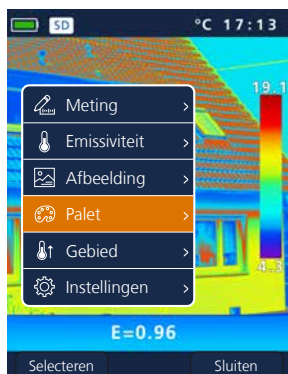 SD °C 17:13
19.1
Meting
Emissiviteit
Afbeelding
Palet
Gebied
Instellingen
4.3
E=0.96
Selecteren Sluiten